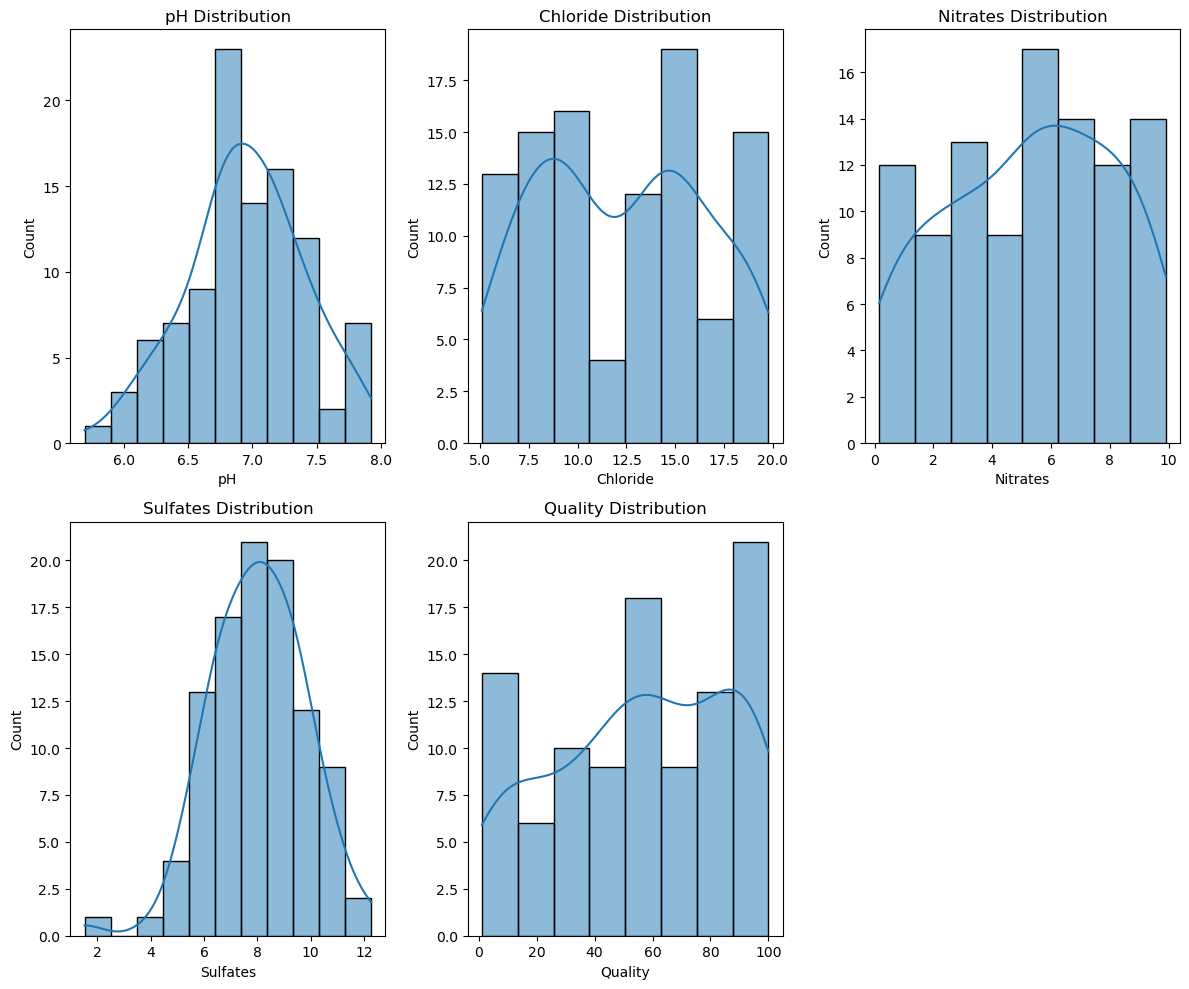 pH Distribution
Chloride Distribution
Nitrates Distribution
20
15
10
5
0
Count
6.0 6.5 7.0 7.5 8.0
pH
17.5
15.0
12.5
10.0
7.5
5.0
2.5
0.0
Count
5.0 7.5 10.0 12.5 15.0 17.5 20.0
Chloride
16
14
12
10
8
6
4
2
0
Count
0 2 4 6 8 10
Nitrates
Sulfates Distribution
Quality Distribution
20.0
17.5
15.0
12.5
10.0
7.5
5.0
2.5
0.0
Count
2 4 6 8 10 12
Sulfates
20.0
17.5
15.0
12.5
10.0
7.5
5.0
2.5
0.0
Count
0 20 40 60 80 100
Quality